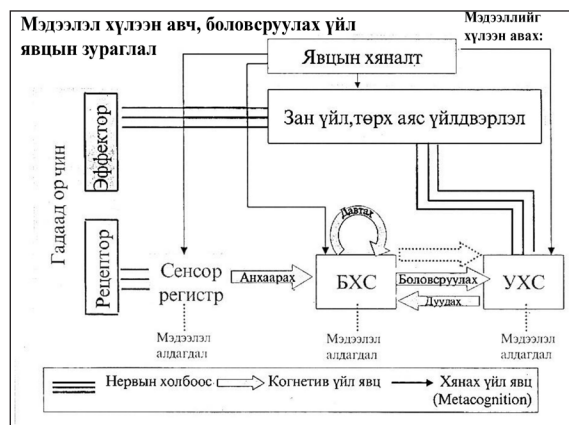 Мэдээлэл хүлээн авч, боловсруулах үйл
явцын зураглал
Мэдээллийг
хүлээн авах:
Явцын хяналт
Зан үйл,төрх аяс үйлдвэрлэл
Гадаад орчин
Эффектор
Рецептор
Сенсор
регистр
Анхаарах
Давтах
БХС
Боловсруулах
Дуудах
УХС
Мэдээлэл
алдагдал
Мэдээлэл
алдагдал
Мэдээлэл
алдагдал
Нервын холбоос
Когнетив үйл явц
Хянах үйл явц
(Metacognition)